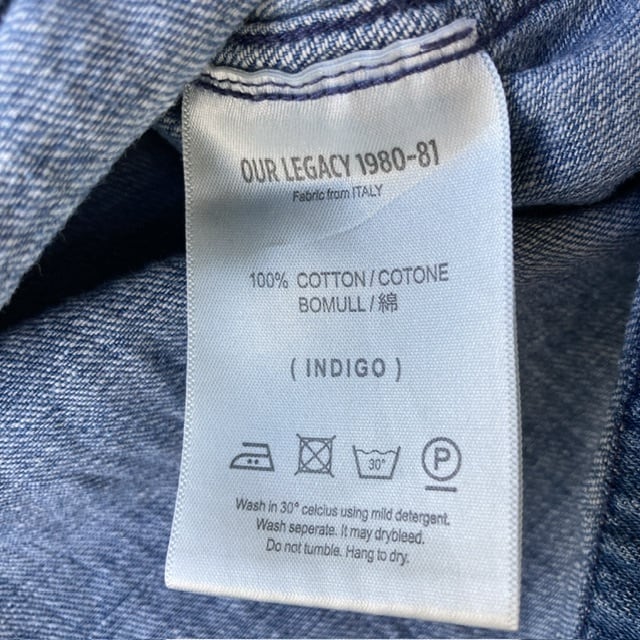 OUR LEGACY 1980-81
Fabric from ITALY
100% COTTON / COTONE
BOMULL / 綿
( INDIGO )
30° P
Wash in 30° celcius using mild detergent.
Wash seperate. It may drybleed.
Do not tumble. Hang to dry.